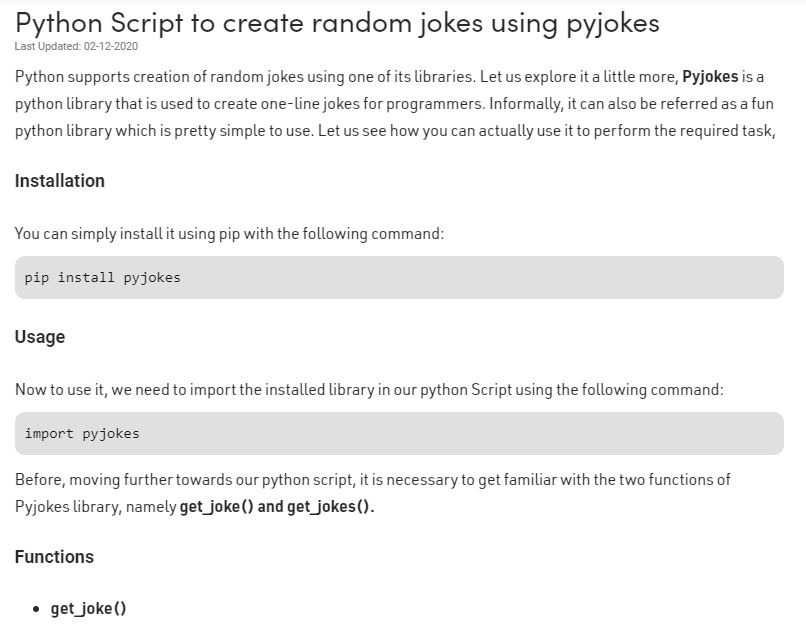 Python Script to create random jokes using pyjokes
Last Updated: 02-12-2020
Python supports creation of random jokes using one of its libraries. Let us explore it a little more, Pyjokes is a
python library that is used to create one-line jokes for programmers. Informally, it can also be referred as a fun
python library which is pretty simple to use. Let us see how you can actually use it to perform the required task,
Installation
You can simply install it using pip with the following command:
pip install pyjokes
Usage
Now to use it, we need to import the installed library in our python Script using the following command:
import pyjokes
Before, moving further towards our python script, it is necessary to get familiar with the two functions of
Pyjokes library, namely get_joke() and get_jokes().
Functions
• get_joke()